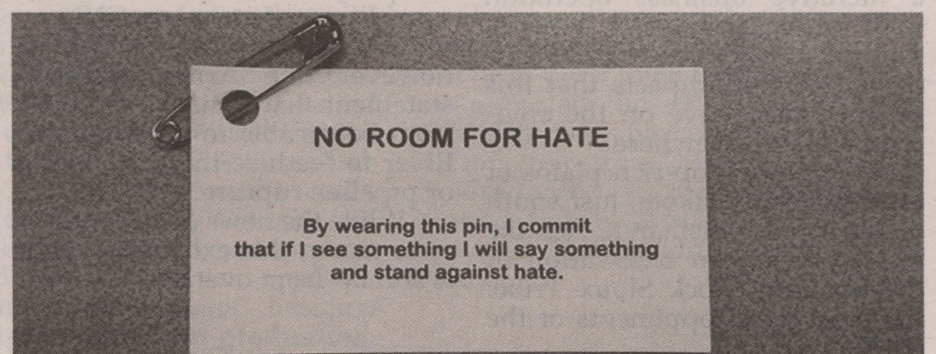 NO ROOM FOR HATE
By wearing this pin, I commit
that if I see something I will say something
and stand against hate.